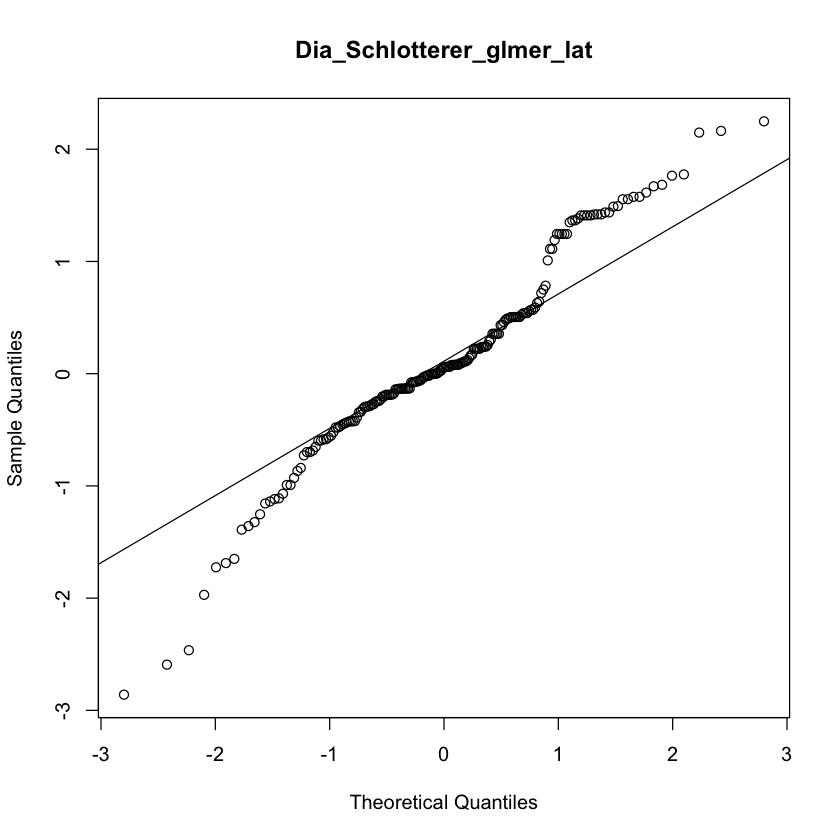 Dia_Schlotterer_glmer_lat
Sample Quantiles
2
1
0
-1
-2
-3
-3 -2 -1 0 1 2 3
Theoretical Quantiles